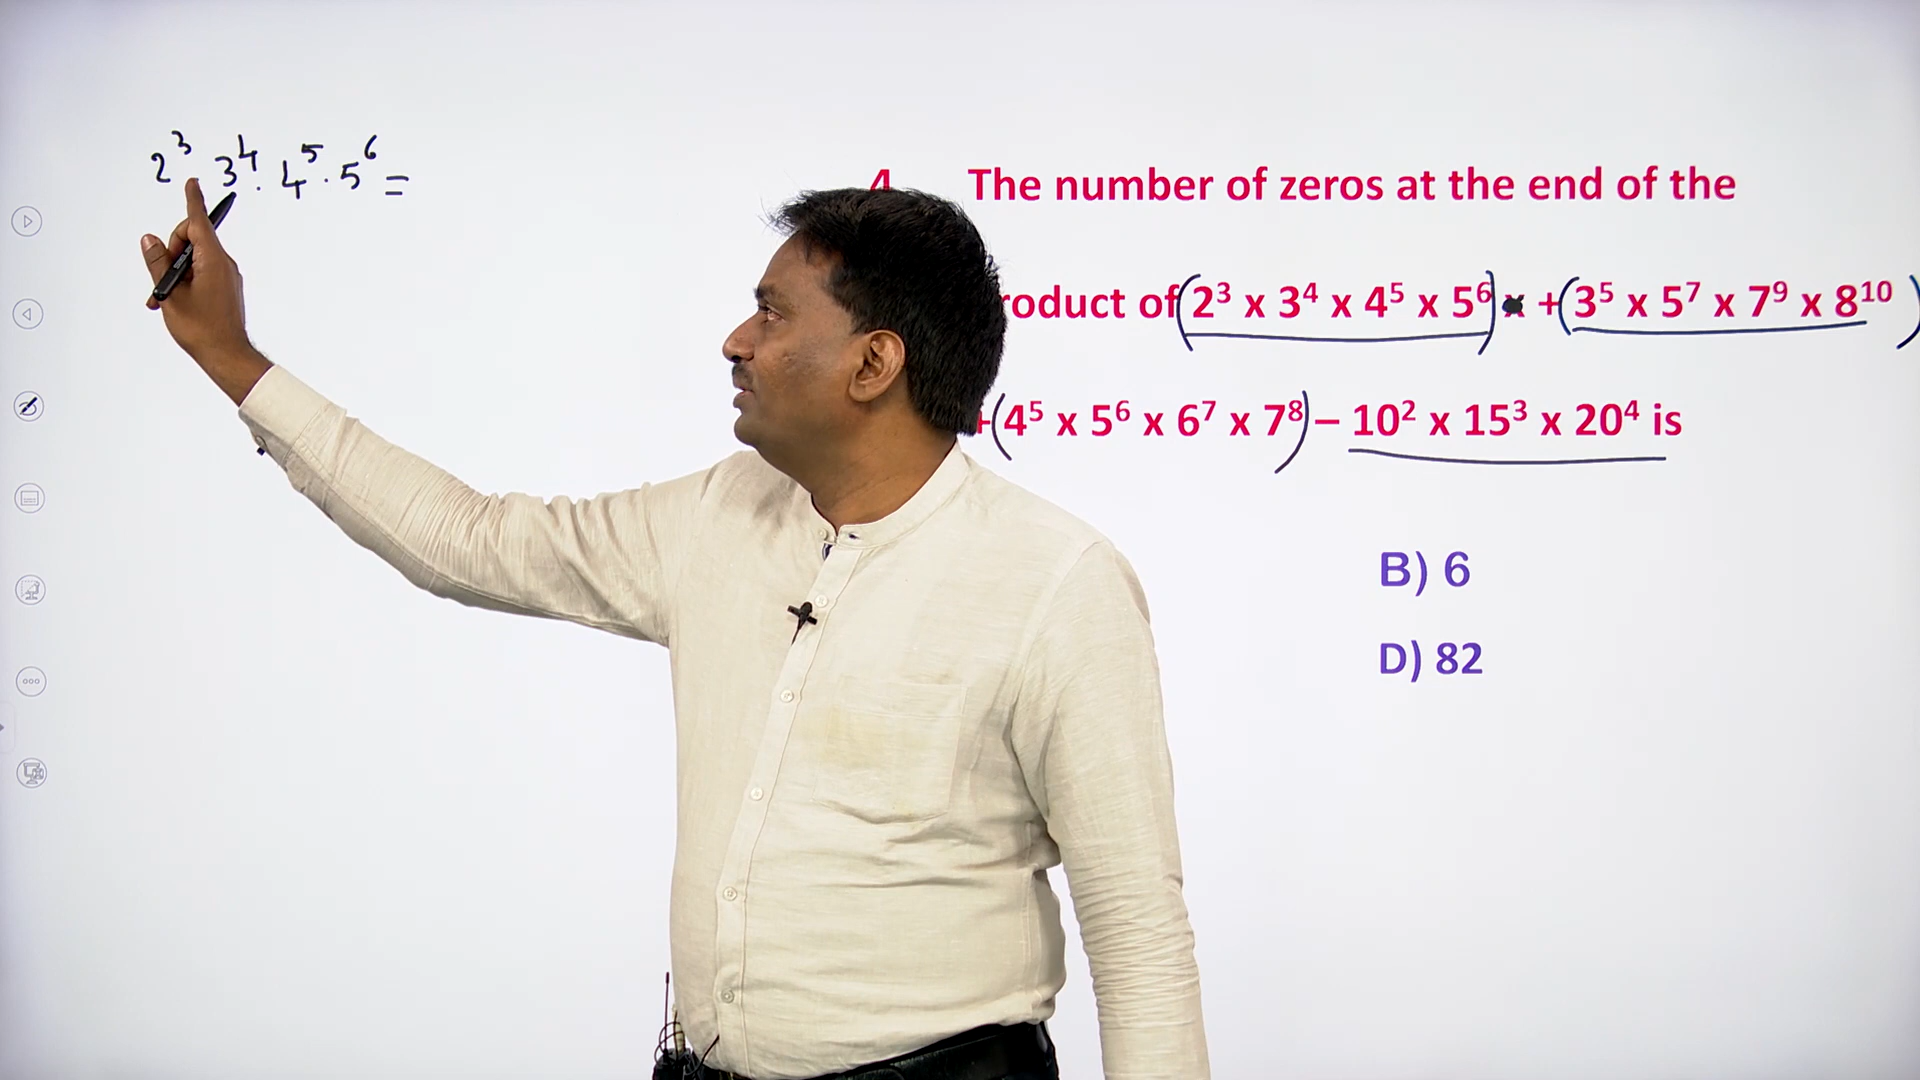 2³ · 3⁴ · 4⁵ · 5⁶ =
4. The number of zeros at the end of the
roduct of (2³ x 3⁴ x 4⁵ x 5⁶) x + (3⁵ x 5⁷ x 7⁹ x 8¹⁰)
+ (4⁵ x 5⁶ x 6⁷ x 7⁸) – 10² x 15³ x 20⁴ is
B) 6
D) 82